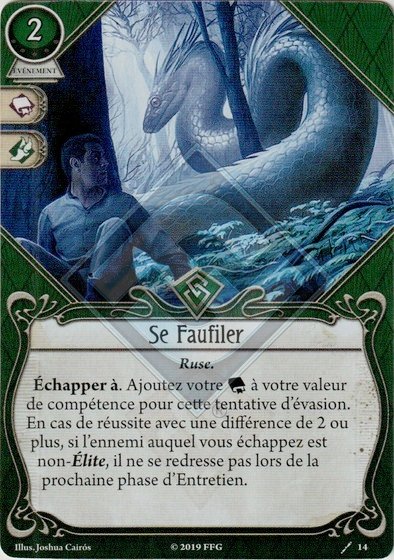 2
ÉVÉNEMENT
Se Faufiler
Ruse.
Échapper à. Ajoutez votre à votre valeur
de compétence pour cette tentative d'évasion.
En cas de réussite avec une différence de 2 ou
plus, si l'ennemi auquel vous échappez est
non-Élite, il ne se redresse pas lors de la
prochaine phase d'Entretien.
Illus. Joshua Cairós
© 2019 FFG
14